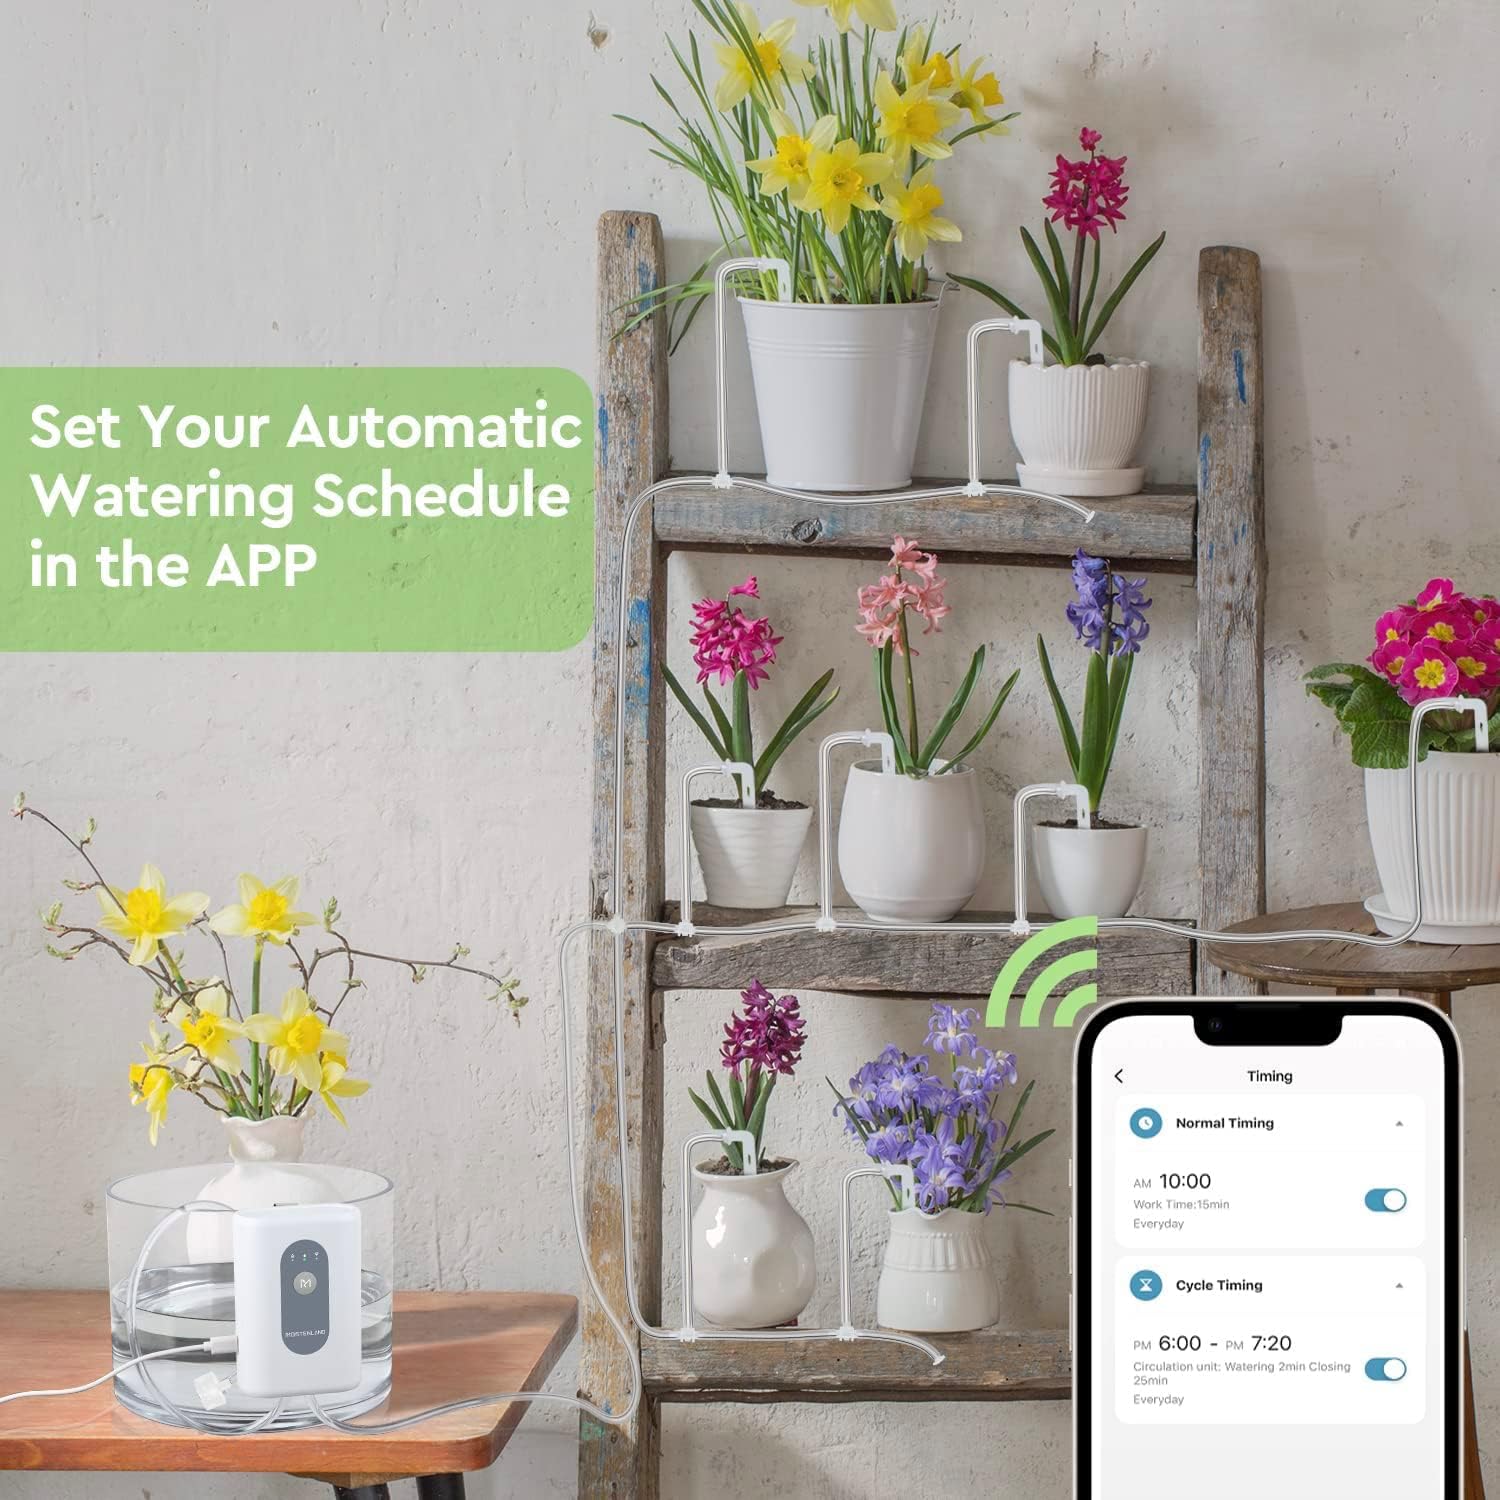 Set Your Automatic
Watering Schedule
in the APP
Timing
Normal Timing
AM 10:00
Work Time:15min
Everyday
Cycle Timing
PM 6:00 - PM 7:20
Circulation unit: Watering 2min Closing
25min
Everyday